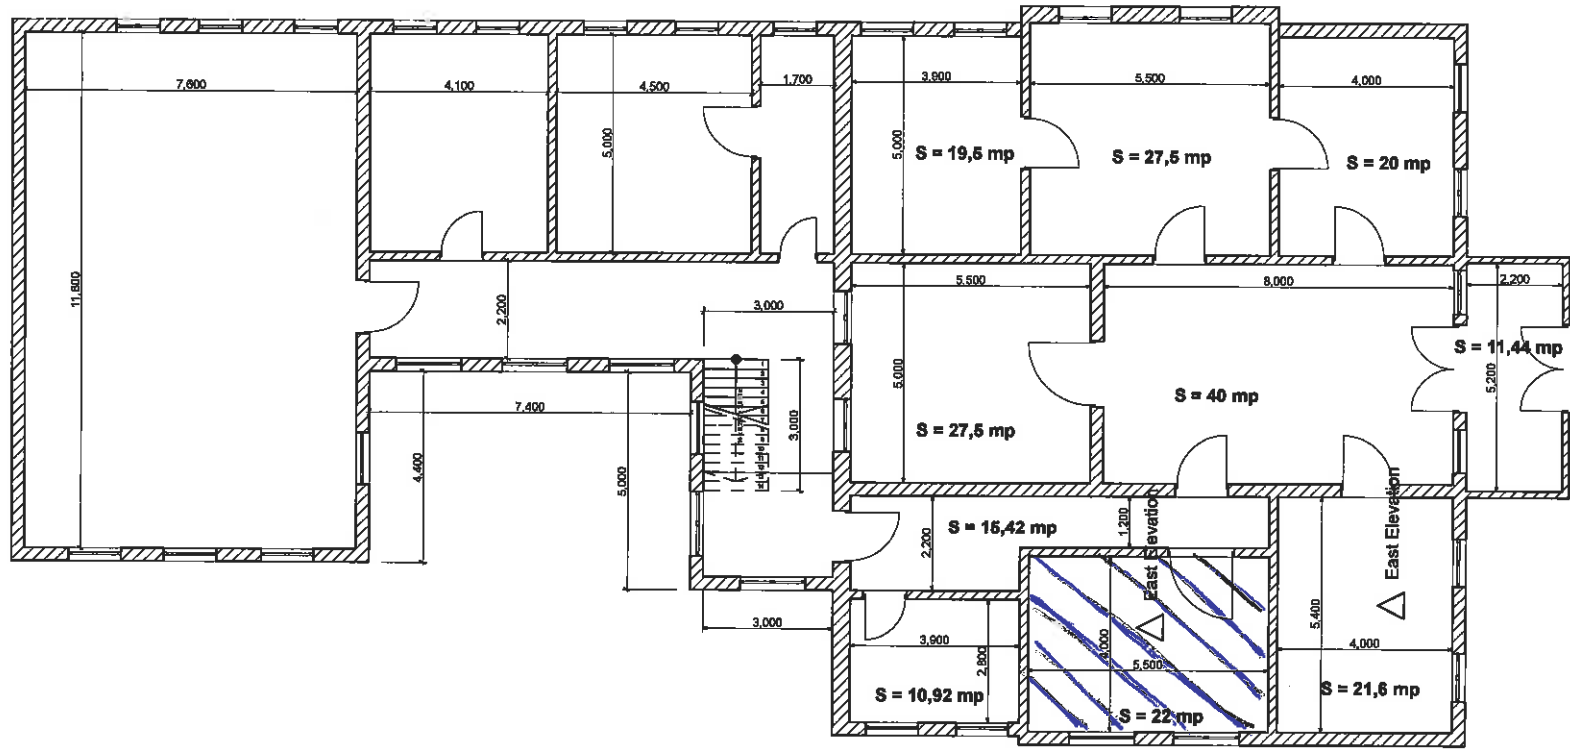 7,600
4,100
4,500
1,700
3,900
5,500
4,000
5,000
5,000
S = 19,5 mp
S = 27,5 mp
S = 20 mp
11,800
2,200
3,000
5,500
8,000
2,200
S = 11,44 mp
5,200
5,000
S = 40 mp
S = 27,5 mp
7,400
3,000
4,400
5,000
S = 15,42 mp
2,200
1,200
East Elevation
East Elevation
3,000
3,900
2,800
S = 10,92 mp
4,000
5,500
S = 22 mp
5,400
4,000
S = 21,6 mp